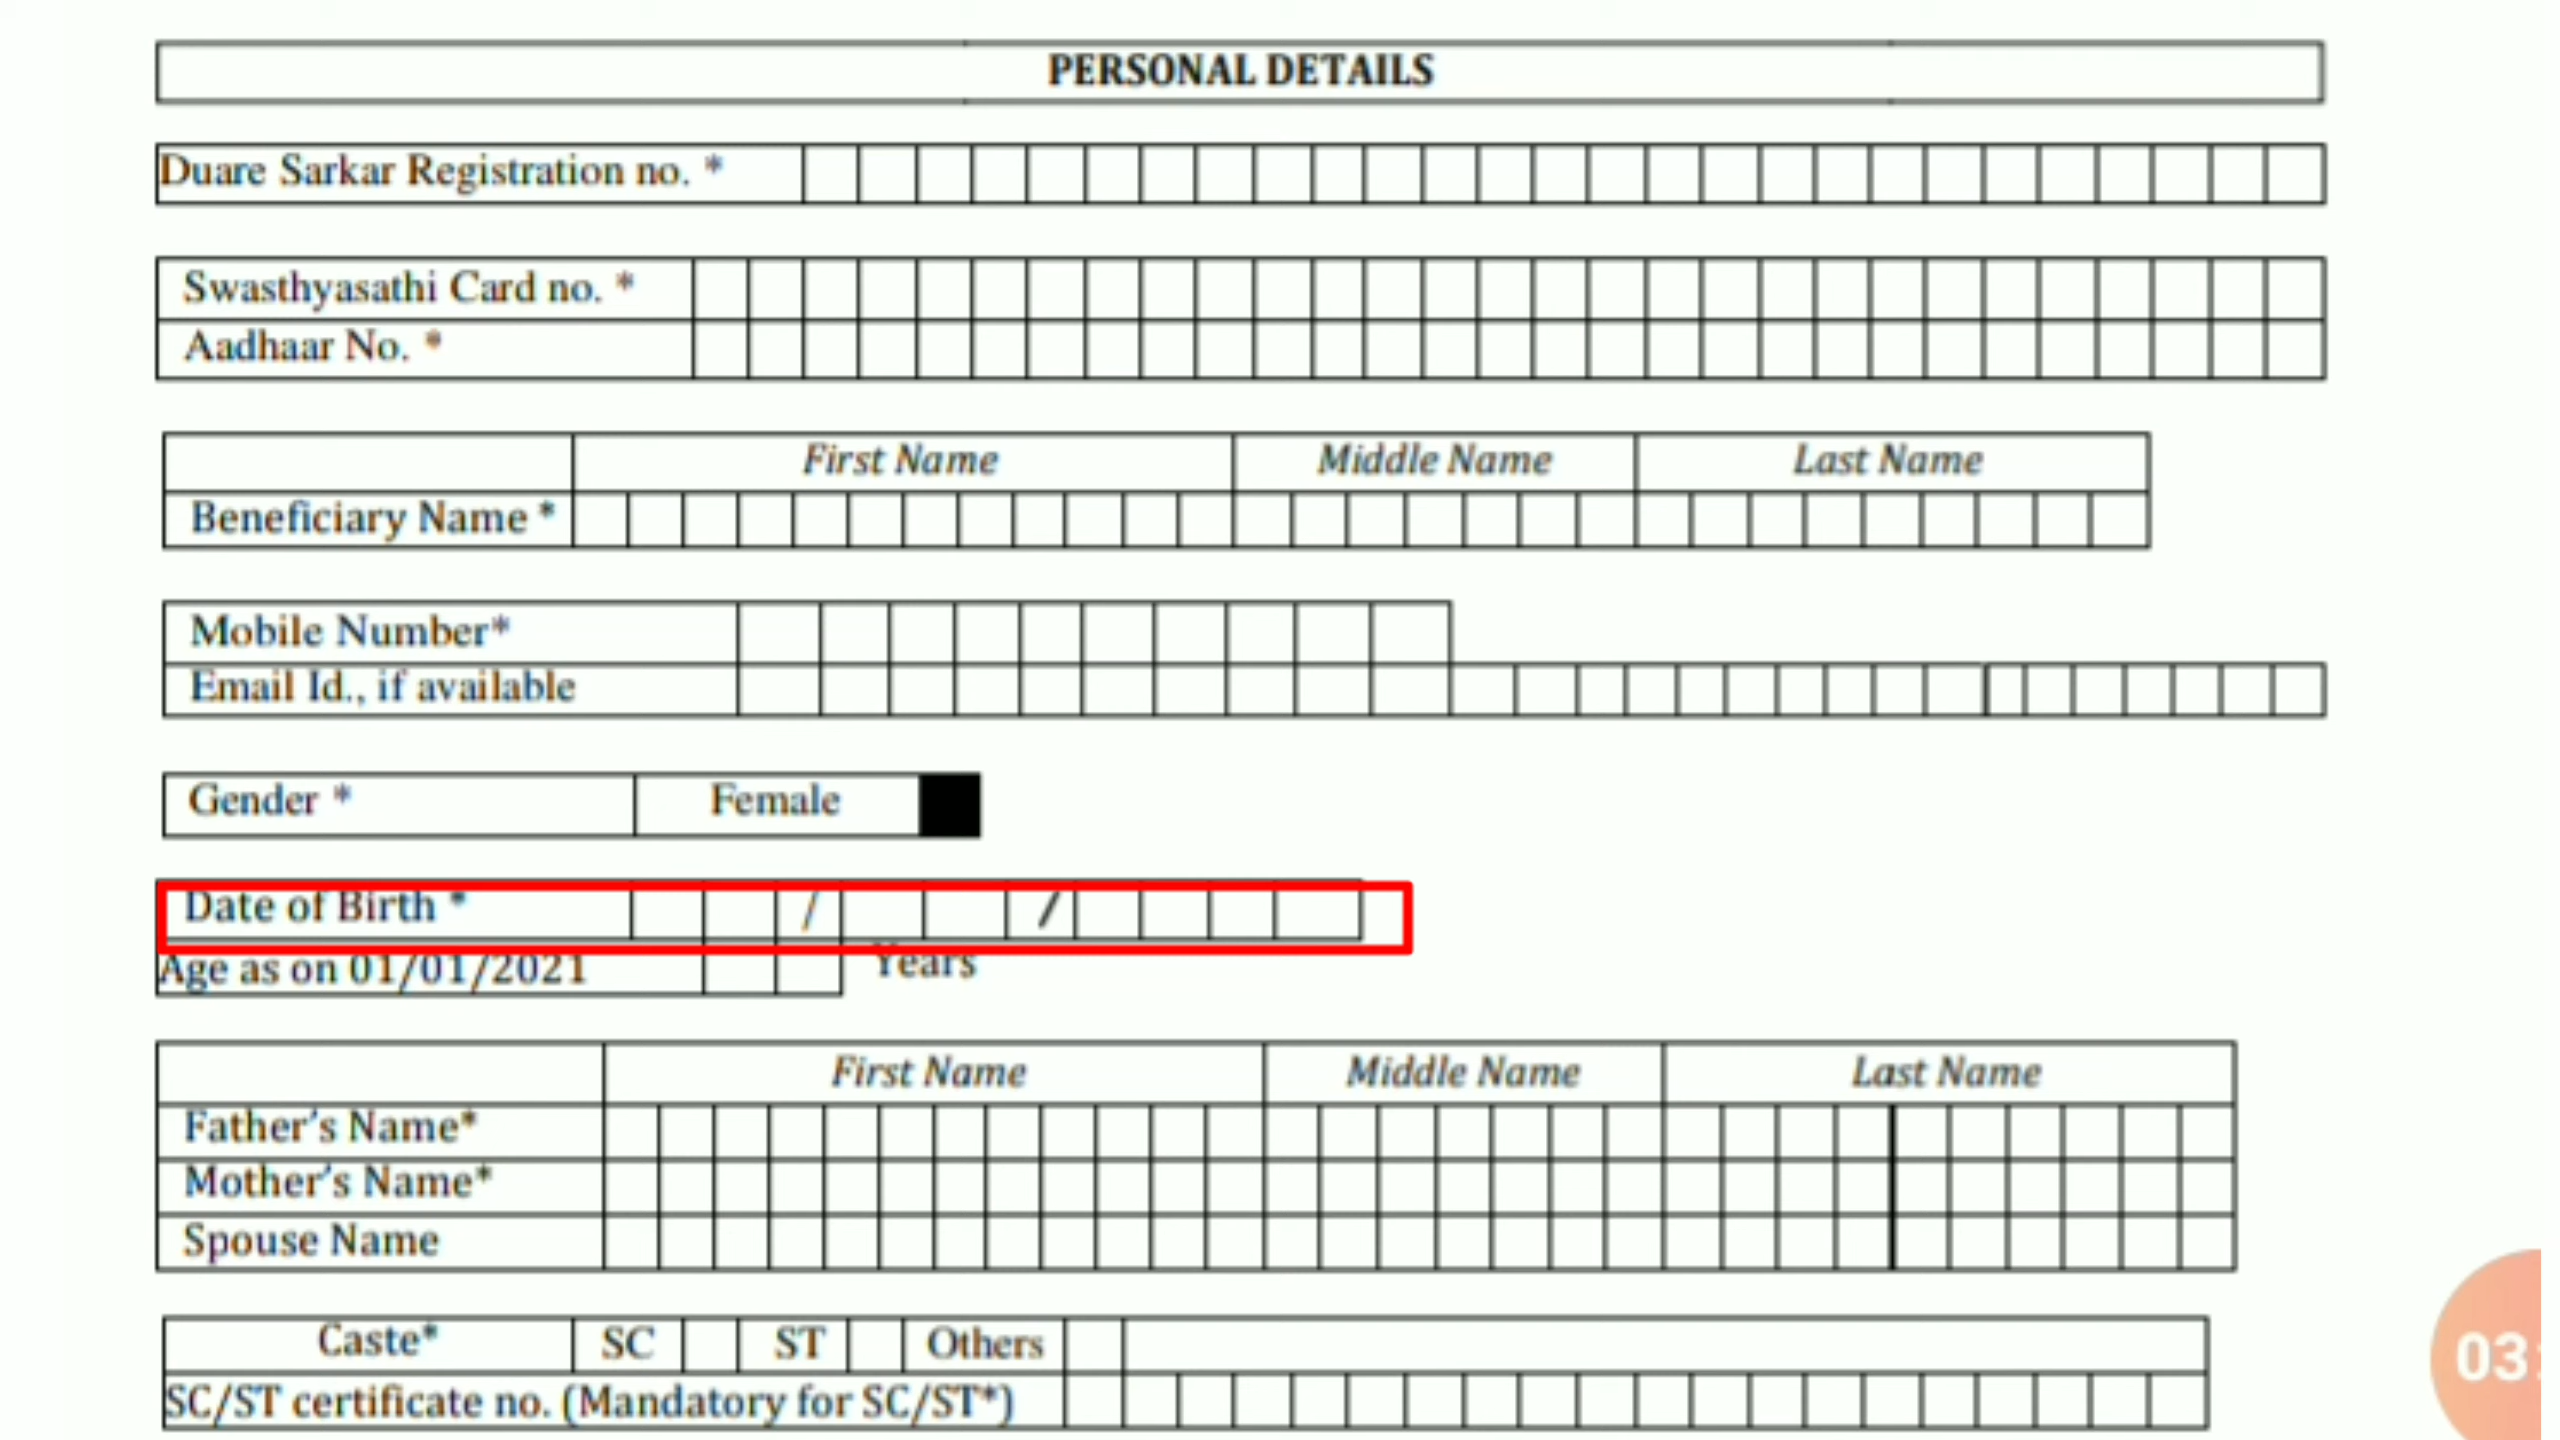 PERSONAL DETAILS
Duare Sarkar Registration no. *
Swasthyasathi Card no. *
Aadhaar No. *
First Name Middle Name Last Name
Beneficiary Name *
Mobile Number*
Email Id., if available
Gender * Female
Date of Birth * / /
Age as on 01/01/2021 Years
First Name Middle Name Last Name
Father's Name*
Mother's Name*
Spouse Name
Caste* SC ST Others
SC/ST certificate no. (Mandatory for SC/ST*)
03: